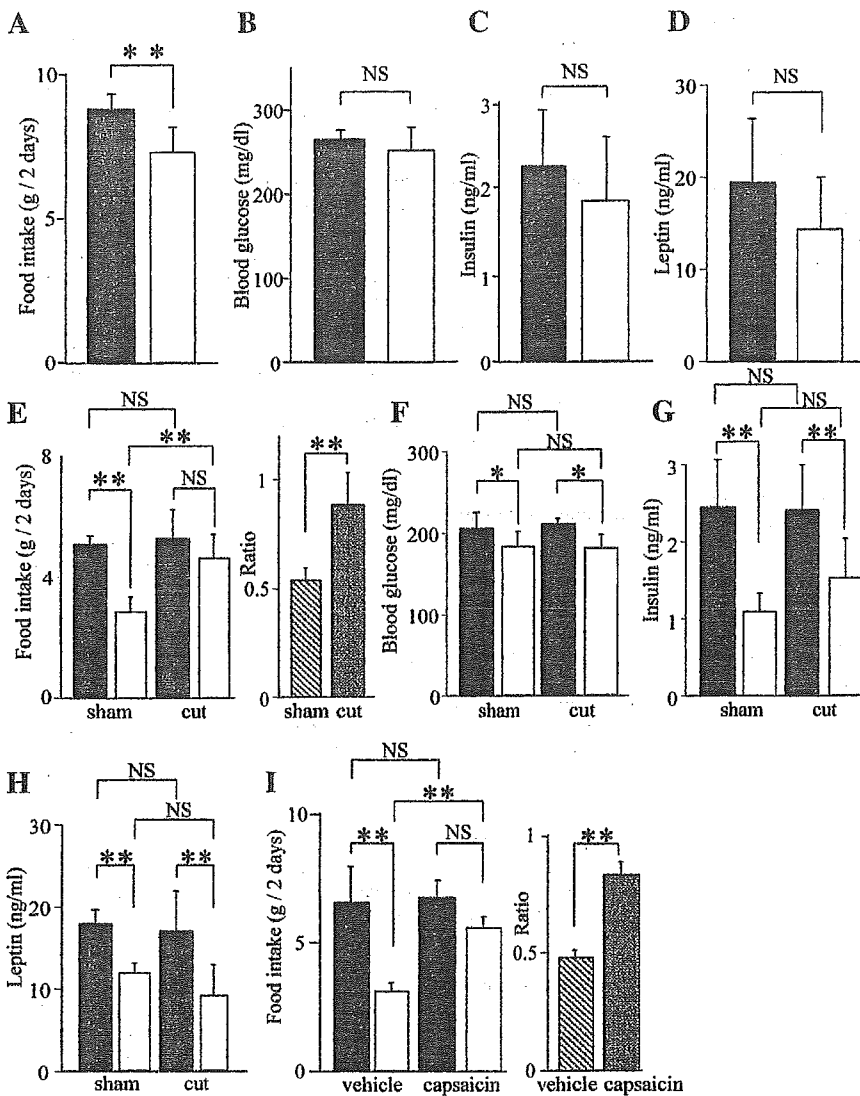 A
Food intake (g / 2 days)
10
5
0
* *
B
Blood glucose (mg/dl)
300
200
100
0
NS
C
Insulin (ng/ml)
3
2
1
0
NS
D
Leptin (ng/ml)
30
20
10
0
NS
E
Food intake (g / 2 days)
8
4
0
NS
**
**
NS
sham cut
Ratio
1
0.5
0
**
sham cut
F
Blood glucose (mg/dl)
300
200
100
0
NS
NS
*
*
sham cut
G
Insulin (ng/ml)
3
2
1
0
NS
NS
**
**
sham cut
H
Leptin (ng/ml)
30
20
10
0
NS
NS
**
**
sham cut
I
Food intake (g / 2 days)
10
5
0
NS
**
**
NS
vehicle capsaicin
Ratio
1
0.5
0
**
vehicle capsaicin